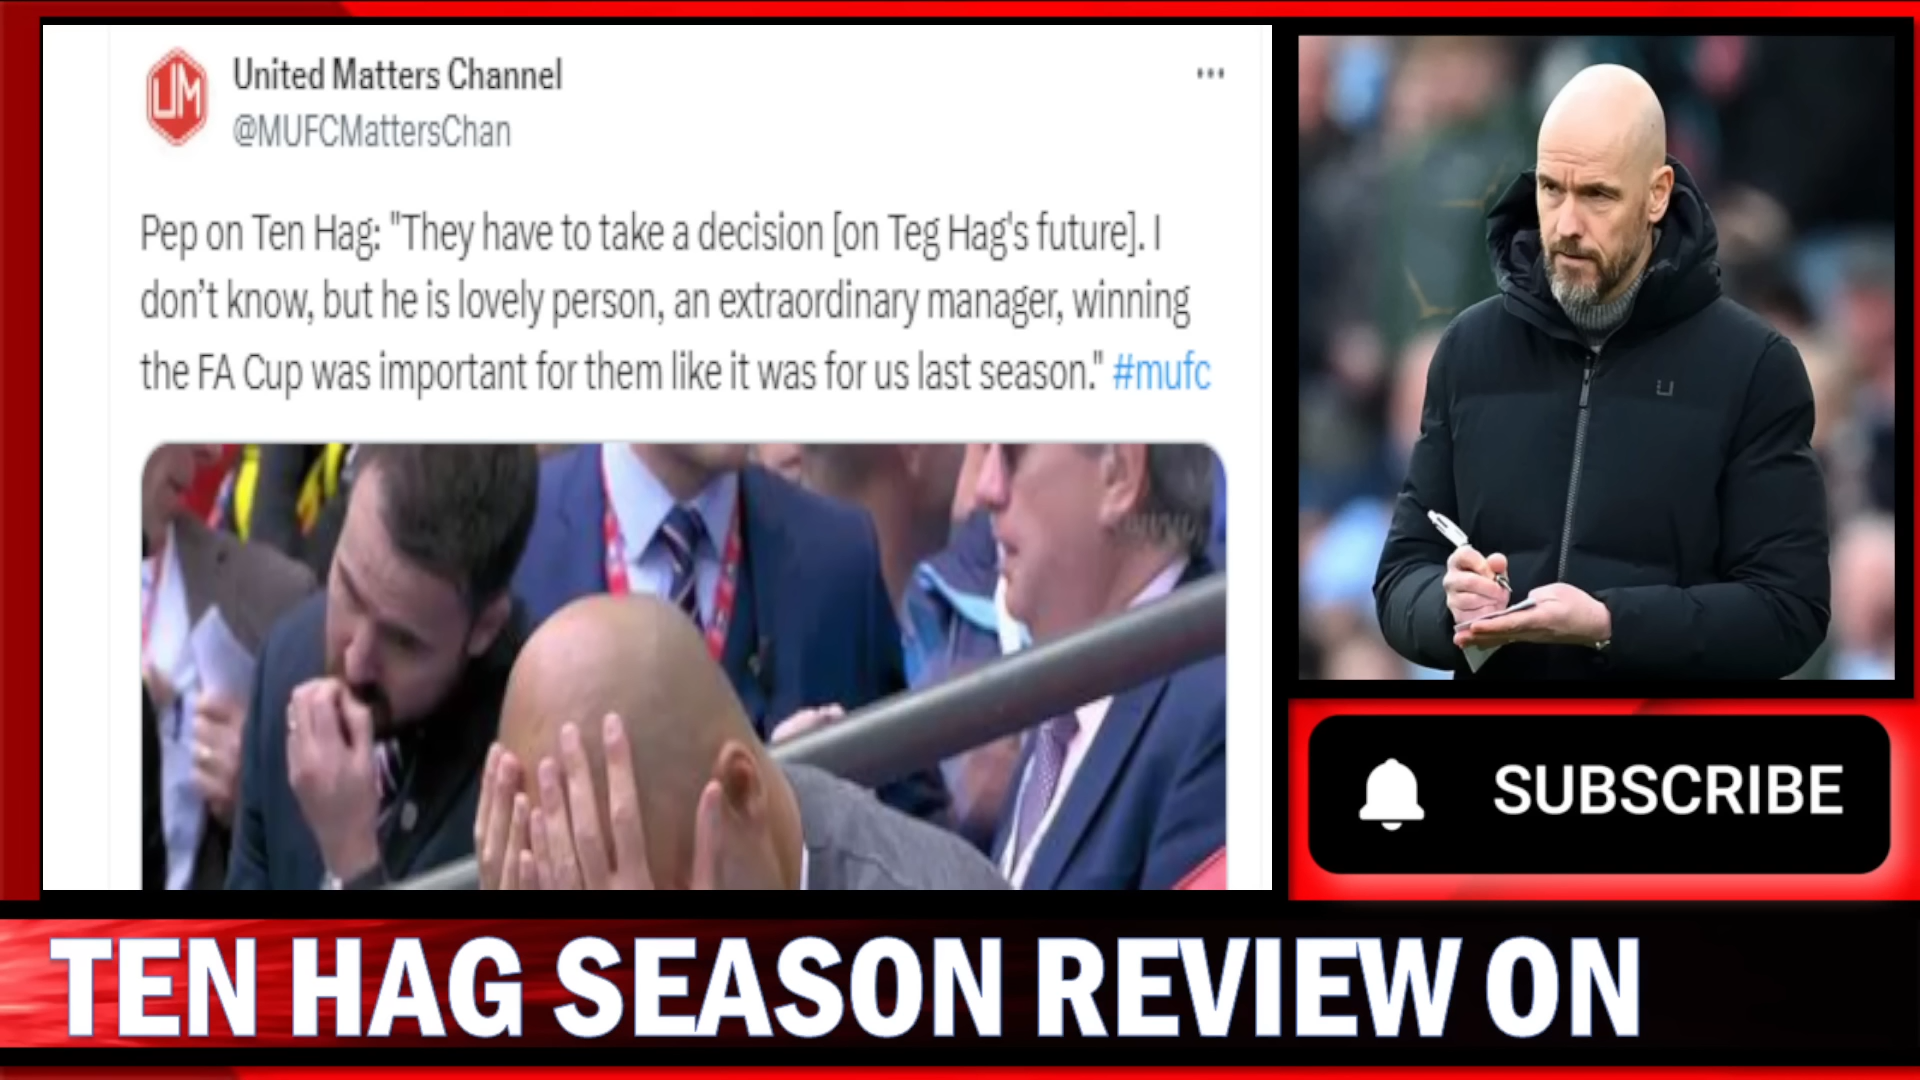 UM
United Matters Channel
@MUFCMattersChan
Pep on Ten Hag: "They have to take a decision [on Teg Hag's future]. I
don’t know, but he is lovely person, an extraordinary manager, winning
the FA Cup was important for them like it was for us last season." #mufc
SUBSCRIBE
TEN HAG SEASON REVIEW ON